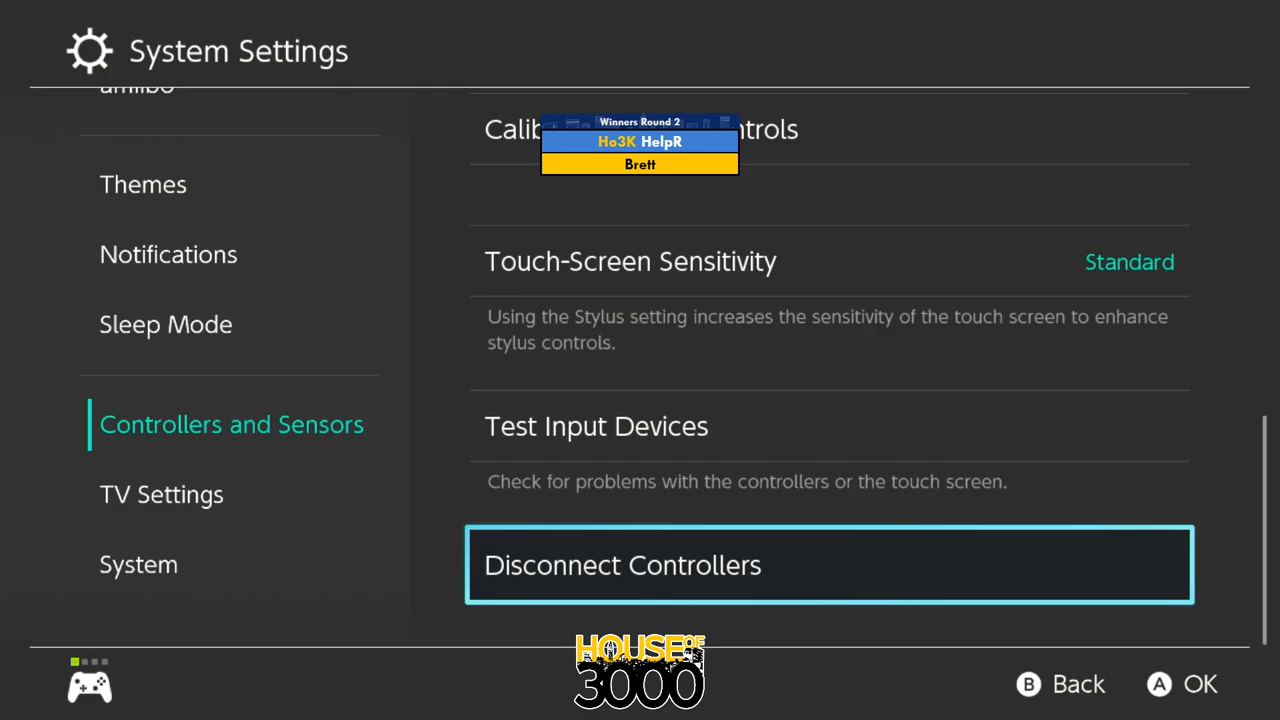 System Settings
amiibo
Themes
Notifications
Sleep Mode
Controllers and Sensors
TV Settings
System
Calib ntrols
Winners Round 2
Ho3K HelpR
Brett
Touch-Screen Sensitivity
Standard
Using the Stylus setting increases the sensitivity of the touch screen to enhance
stylus controls.
Test Input Devices
Check for problems with the controllers or the touch screen.
Disconnect Controllers
HOUSE OF
3000
B Back
A OK